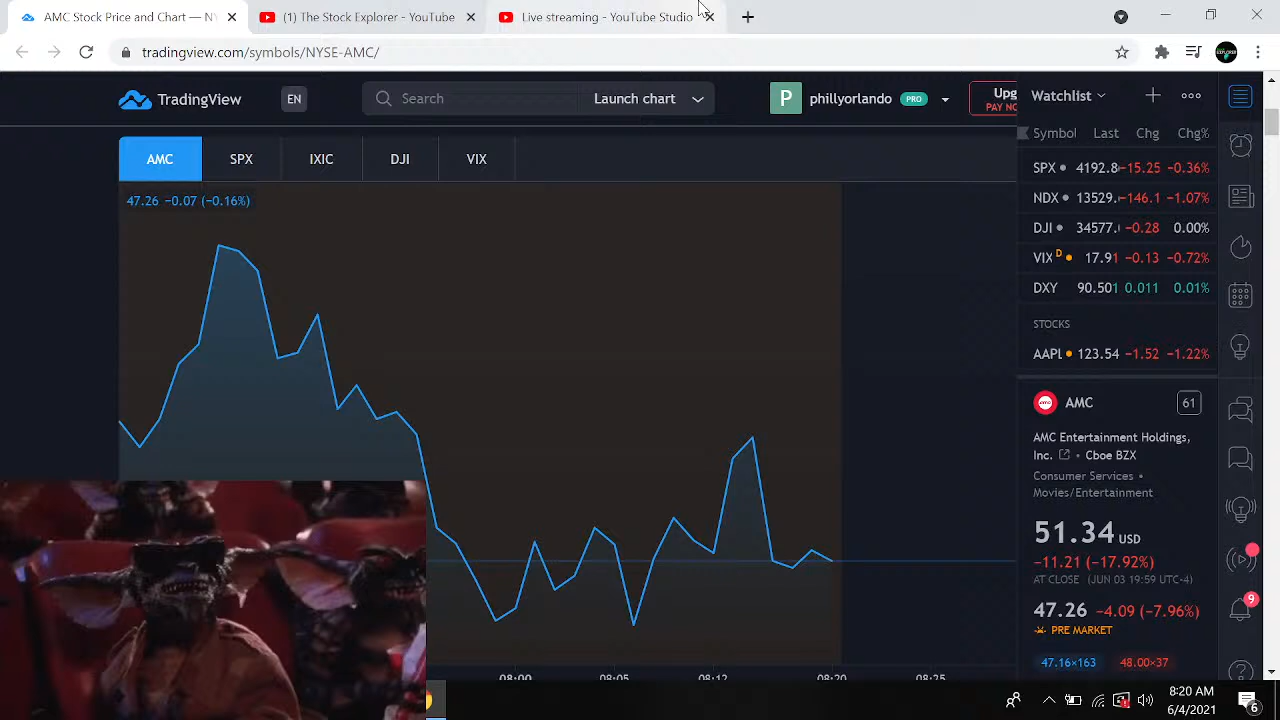 AMC Stock Price and Chart — NY
(1) The Stock Explorer - YouTube
Live streaming - YouTube Studio
tradingview.com/symbols/NYSE-AMC/
TradingView
EN
Search
Launch chart
P
phillyorlando
PRO
Upg
PAY NO
Watchlist
AMC
SPX
IXIC
DJI
VIX
47.26 −0.07 (−0.16%)
Symbol Last Chg Chg%
SPX 4192.8 −15.25 −0.36%
NDX 13529. −146.1 −1.07%
DJI 34577. −0.28 0.00%
VIX D 17.91 −0.13 −0.72%
DXY 90.501 0.011 0.01%
STOCKS
AAPL 123.54 −1.52 −1.22%
AMC
61
AMC Entertainment Holdings,
Inc. • Cboe BZX
Consumer Services •
Movies/Entertainment
51.34 USD
−11.21 (−17.92%)
AT CLOSE (JUN 03 19:59 UTC-4)
47.26 −4.09 (−7.96%)
PRE MARKET
47.16×163
48.00×37
9
08:00
08:05
08:12
08:20
08:25
8:20 AM
6/4/2021
6